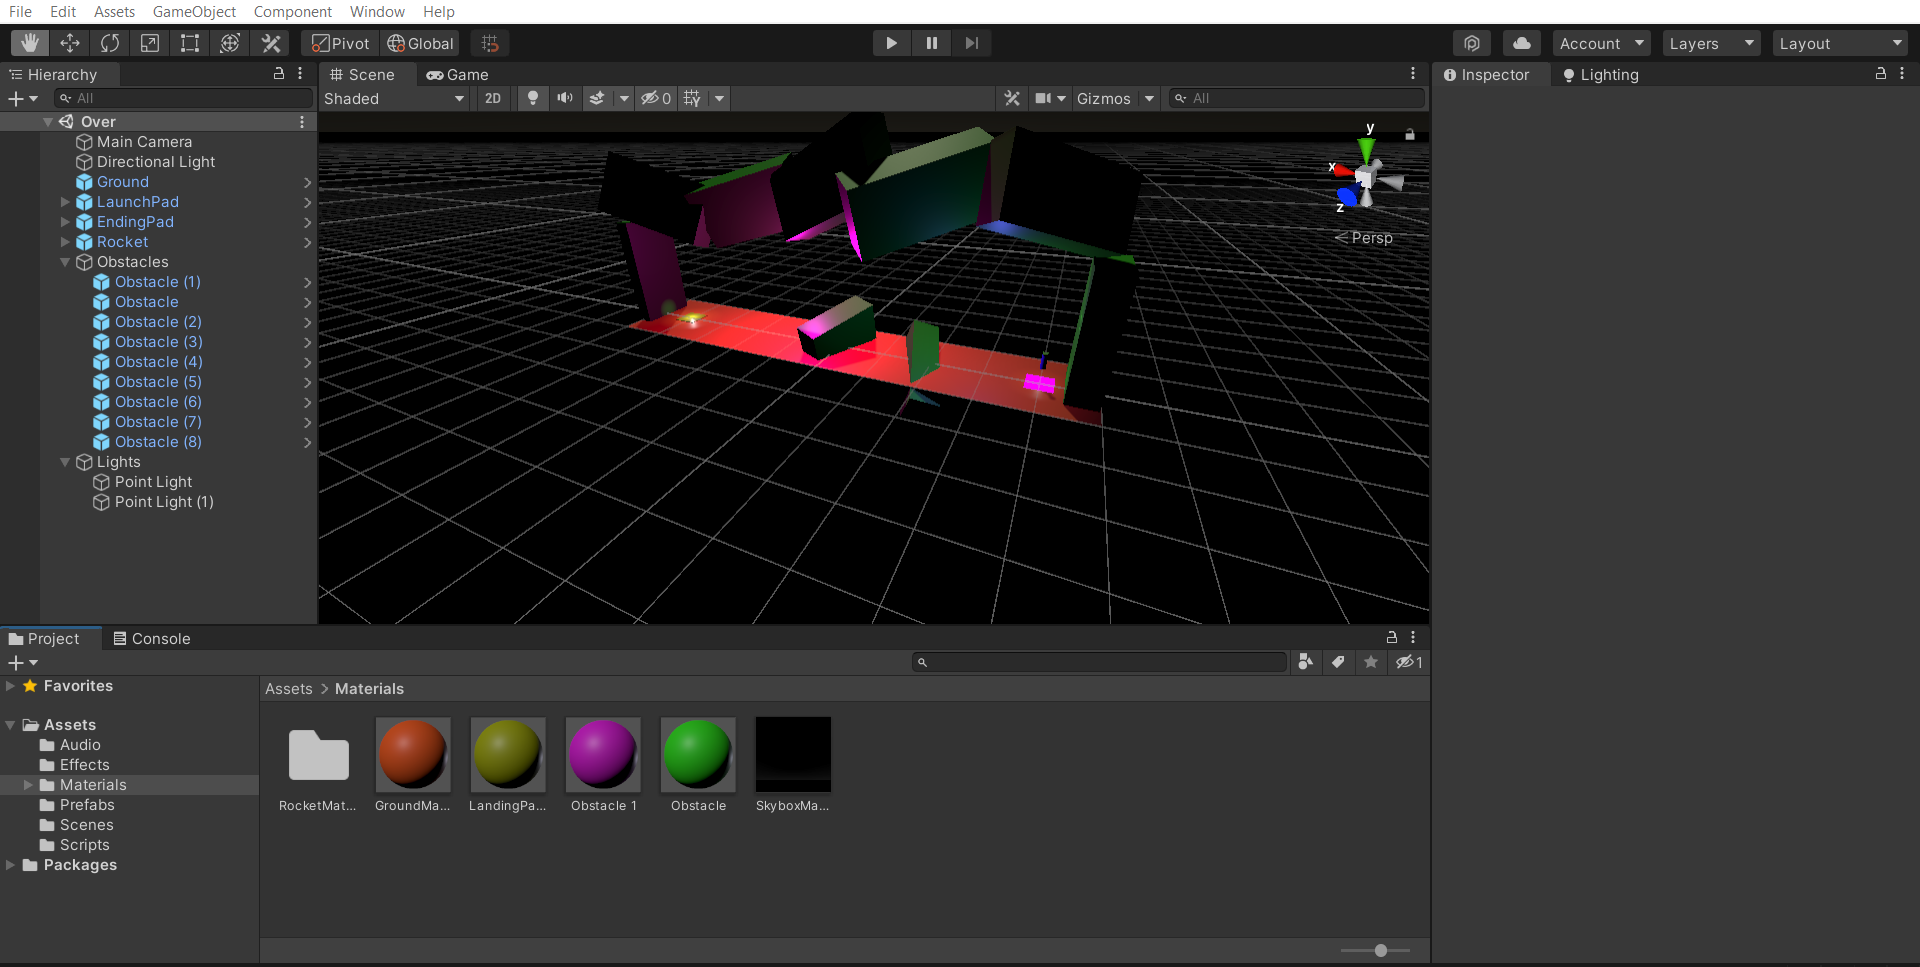 File Edit Assets GameObject Component Window Help
Pivot Global Account Layers Layout
Hierarchy
All
Over
Main Camera
Directional Light
Ground
LaunchPad
EndingPad
Rocket
Obstacles
Obstacle (1)
Obstacle
Obstacle (2)
Obstacle (3)
Obstacle (4)
Obstacle (5)
Obstacle (6)
Obstacle (7)
Obstacle (8)
Lights
Point Light
Point Light (1)
Scene Game
Shaded 2D 0 Gizmos All
y
x
z
Persp
Inspector Lighting
Project Console
1
Favorites
Assets
Audio
Effects
Materials
Prefabs
Scenes
Scripts
Packages
Assets > Materials
RocketMat... GroundMa... LandingPa... Obstacle 1 Obstacle SkyboxMa...